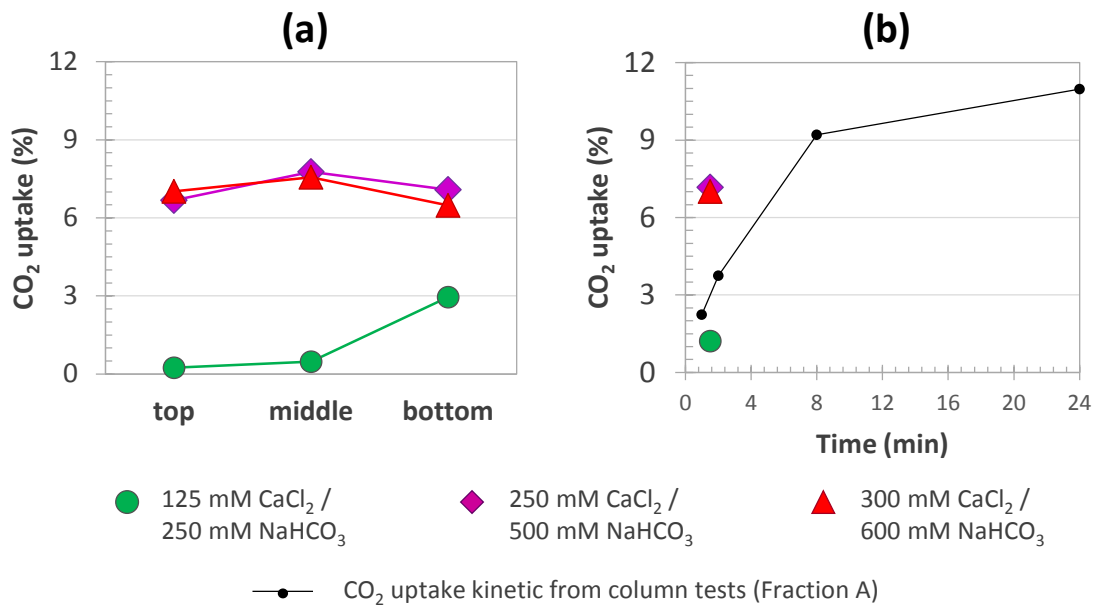 (a)
12
9
6
3
0
CO₂ uptake (%)
top middle bottom
(b)
12
9
6
3
0
CO₂ uptake (%)
0 4 8 12 16 20 24
Time (min)
125 mM CaCl₂ /
250 mM NaHCO₃
250 mM CaCl₂ /
500 mM NaHCO₃
300 mM CaCl₂ /
600 mM NaHCO₃
CO₂ uptake kinetic from column tests (Fraction A)